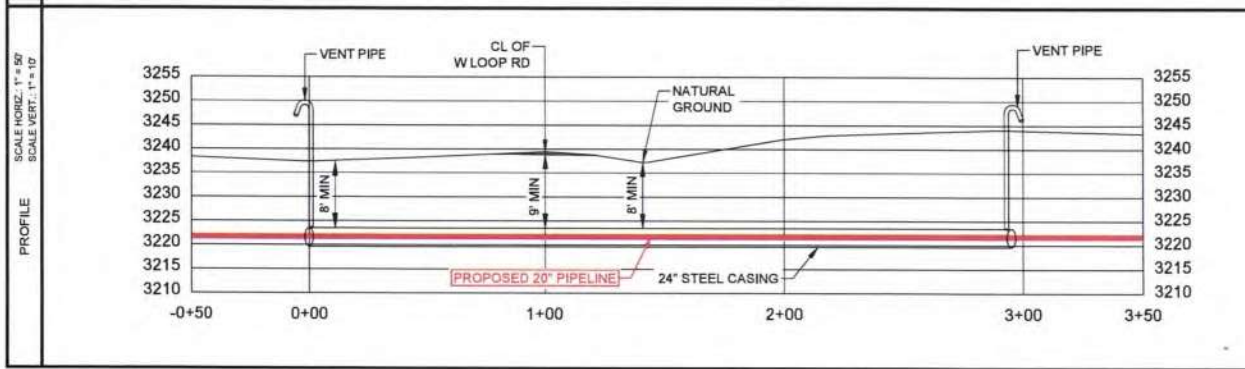 PROFILE
SCALE HORIZ.: 1" = 50'
SCALE VERT.: 1" = 10'
VENT PIPE
CL OF
W LOOP RD
VENT PIPE
NATURAL
GROUND
3255
3250
3245
3240
3235
3230
3225
3220
3215
3210
8' MIN
9' MIN
8' MIN
3255
3250
3245
3240
3235
3230
3225
3220
3215
3210
PROPOSED 20" PIPELINE
24" STEEL CASING
-0+50
0+00
1+00
2+00
3+00
3+50